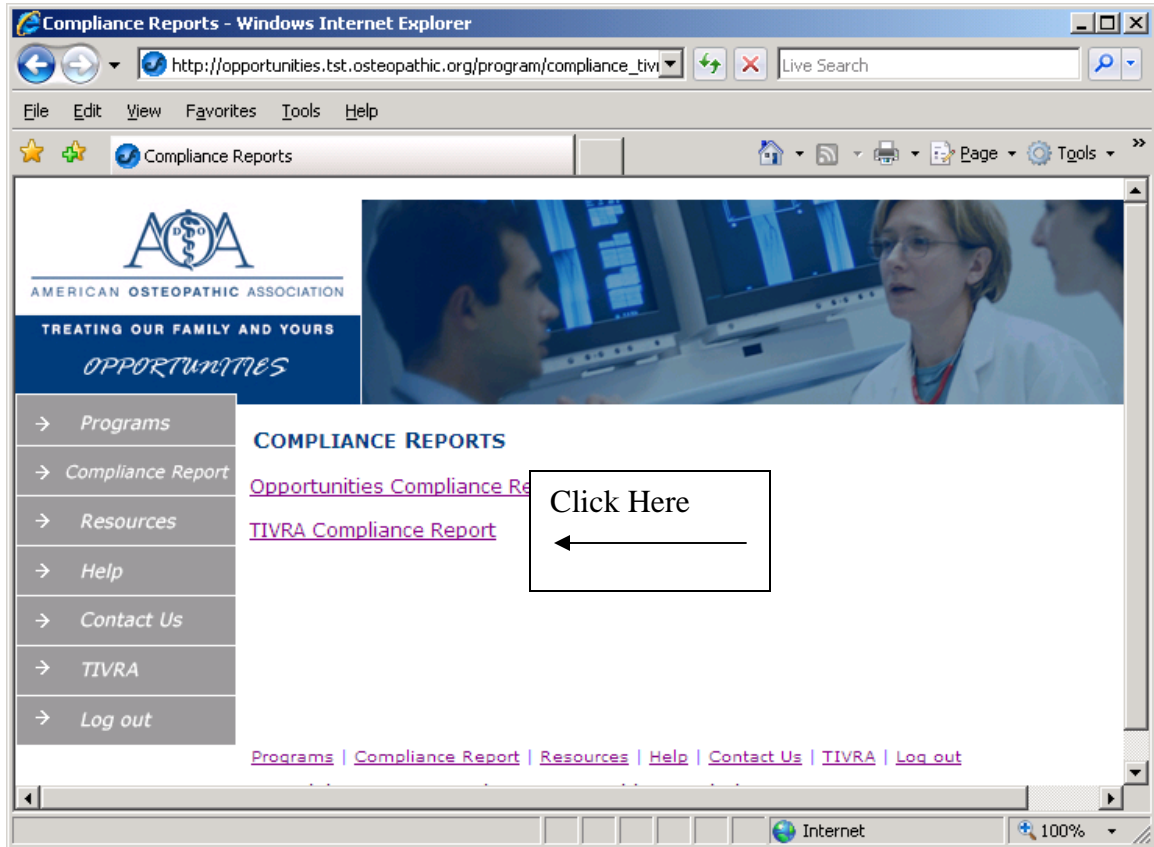 Compliance Reports - Windows Internet Explorer
http://opportunities.tst.osteopathic.org/program/compliance_tiv
Live Search
File Edit View Favorites Tools Help
Compliance Reports
Page Tools »
AOA
DSO
AMERICAN OSTEOPATHIC ASSOCIATION
TREATING OUR FAMILY AND YOURS
OPPORTUNITIES
Programs
Compliance Report
Resources
Help
Contact Us
TIVRA
Log out
COMPLIANCE REPORTS
Opportunities Compliance Re
TIVRA Compliance Report
Click Here
Programs | Compliance Report | Resources | Help | Contact Us | TIVRA | Log out
Internet 100%